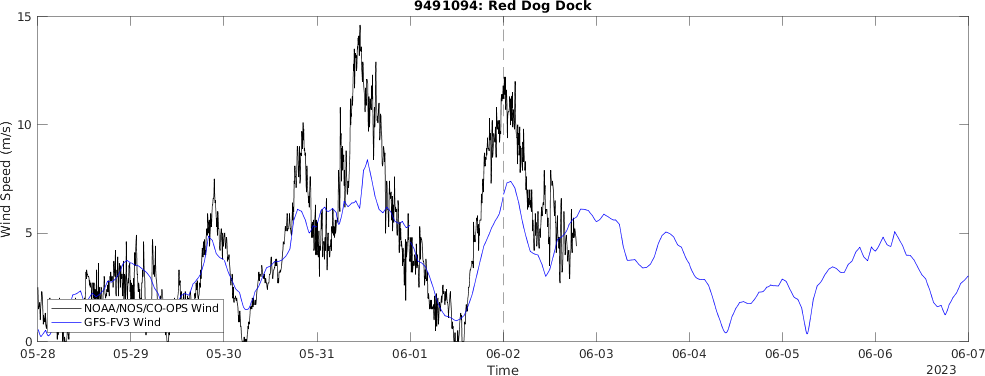 9491094: Red Dog Dock
15
10
5
0
Wind Speed (m/s)
NOAA/NOS/CO-OPS Wind
GFS-FV3 Wind
05-28 05-29 05-30 05-31 06-01 06-02 06-03 06-04 06-05 06-06 06-07
Time
2023